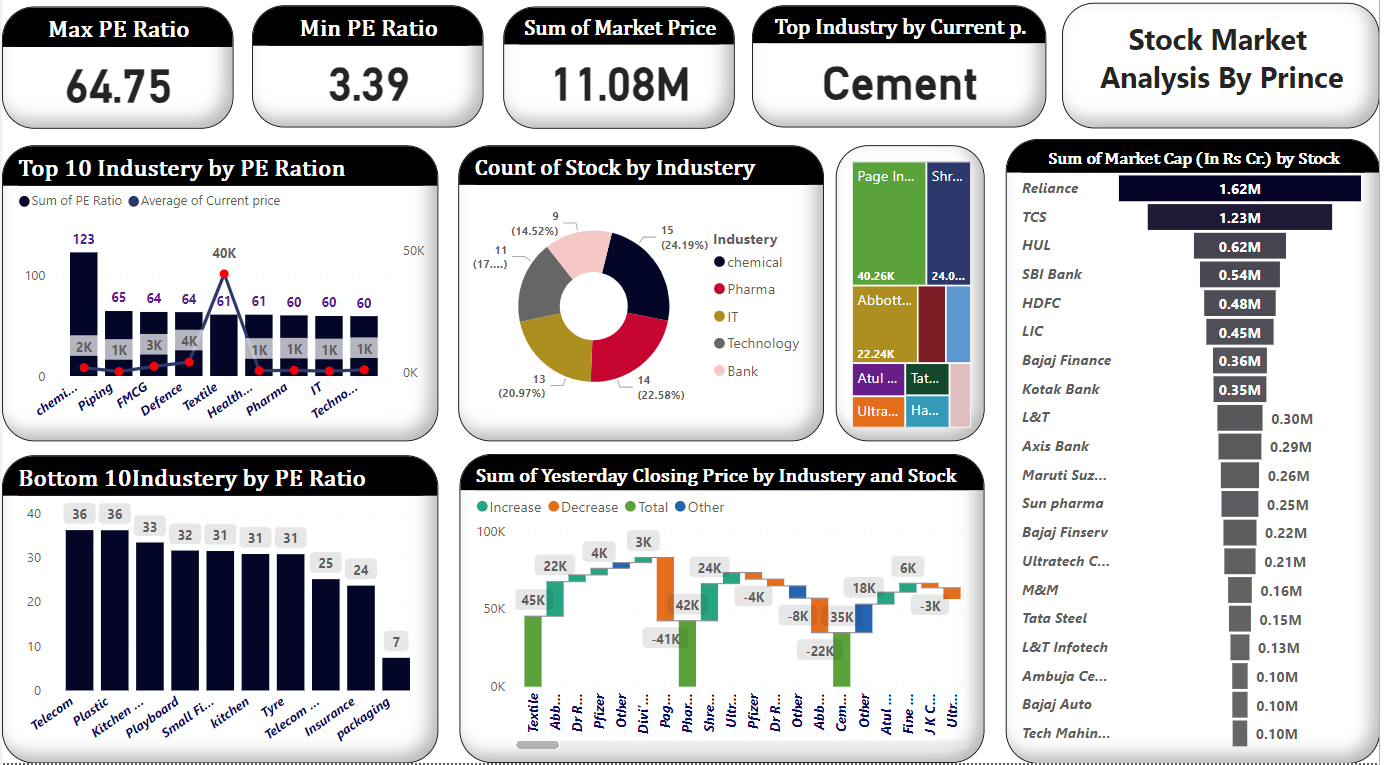 Max PE Ratio
64.75
Min PE Ratio
3.39
Sum of Market Price
11.08M
Top Industry by Current p.
Cement
Stock Market
Analysis By Prince
Top 10 Industery by PE Ration
Sum of PE Ratio Average of Current price
123
65
64
64
40K
61
61
60
60
60
100
0
50K
0K
2K
1K
3K
4K
1K
1K
1K
1K
chemi...
Piping
FMCG
Defence
Textile
Health...
Pharma
IT
Techno...
Count of Stock by Industery
9
(14.52%)
15
(24.19%)
11
(17....)
13
(20.97%)
14
(22.58%)
Industery
chemical
Pharma
IT
Technology
Bank
Page In...
40.26K
Shr...
24.0...
Abbott...
22.24K
Atul ...
Tat...
Ultra...
Ha...
Sum of Market Cap (In Rs Cr.) by Stock
Reliance 1.62M
TCS 1.23M
HUL 0.62M
SBI Bank 0.54M
HDFC 0.48M
LIC 0.45M
Bajaj Finance 0.36M
Kotak Bank 0.35M
L&T 0.30M
Axis Bank 0.29M
Maruti Suz... 0.26M
Sun pharma 0.25M
Bajaj Finserv 0.22M
Ultratech C... 0.21M
M&M 0.16M
Tata Steel 0.15M
L&T Infotech 0.13M
Ambuja Ce... 0.10M
Bajaj Auto 0.10M
Tech Mahin... 0.10M
Bottom 10Industery by PE Ratio
40
30
20
10
0
36
36
33
32
31
31
31
25
24
7
Telecom
Plastic
Kitchen ...
Playboard
Small Fi...
kitchen
Tyre
Telecom ...
Insurance
packaging
Sum of Yesterday Closing Price by Industery and Stock
Increase Decrease Total Other
100K
50K
0K
45K
22K
4K
3K
-41K
42K
24K
-4K
-8K
-22K
35K
18K
6K
-3K
Textile
Abb...
Dr R...
Pfizer
Other
Divi'...
Pag...
Phar...
Shre...
Ultr...
Pfizer
Dr R...
Other
Abb...
Cem...
Other
Atul ...
Fine ...
J K C...
Ultr...